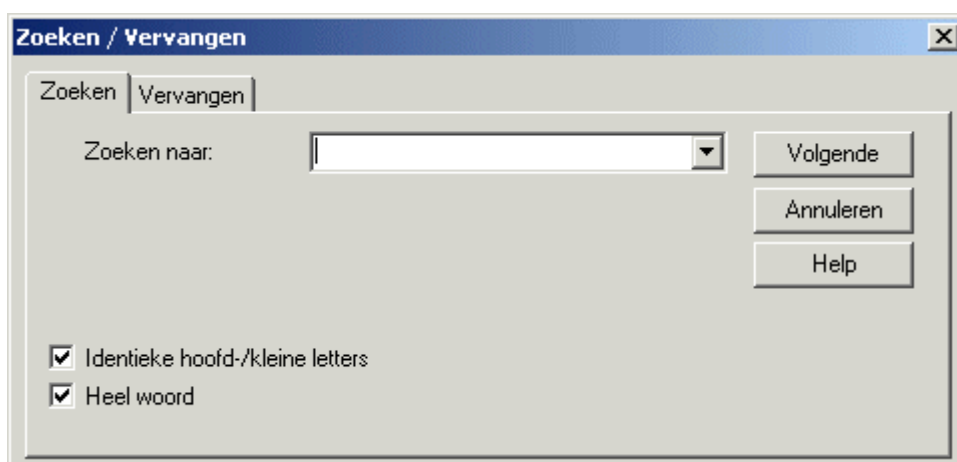 Zoeken / Vervangen
Zoeken Vervangen
Zoeken naar: Volgende
Annuleren
Help
Identieke hoofd-/kleine letters
Heel woord